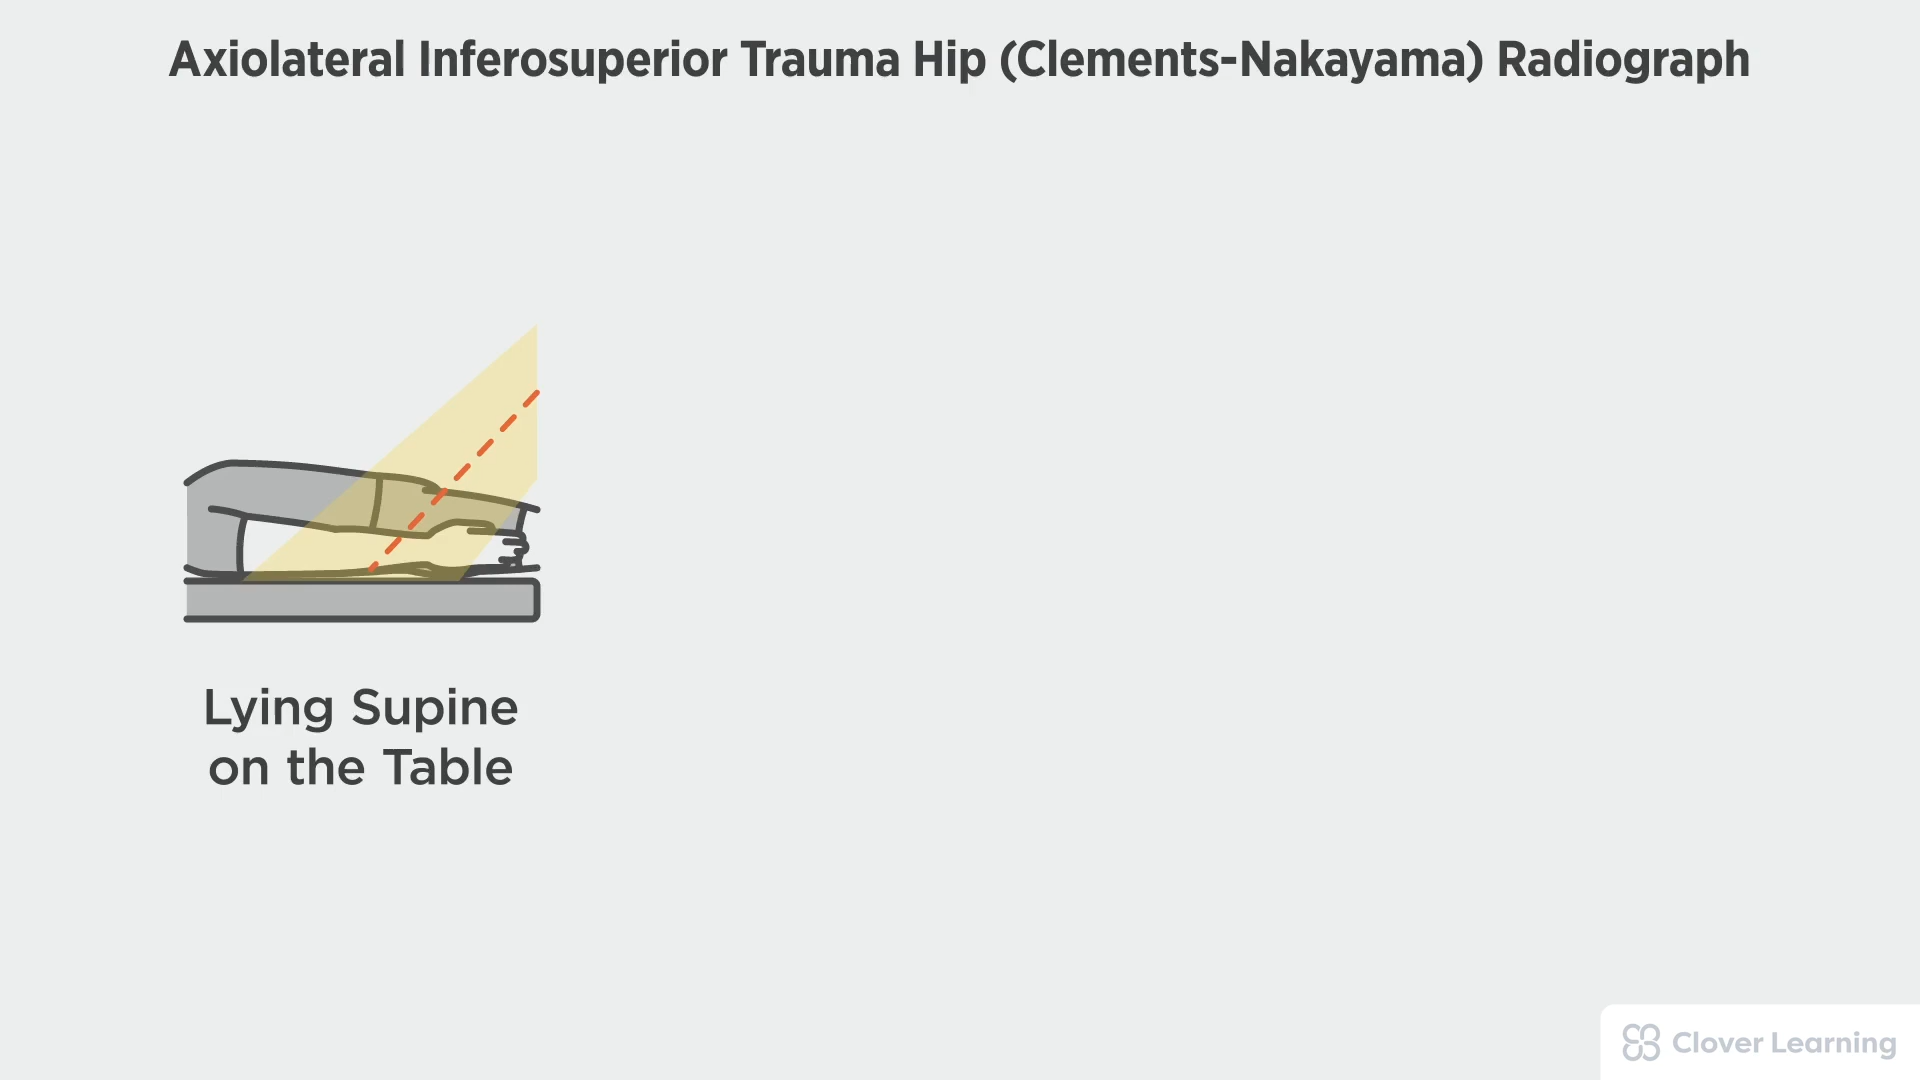 Axiolateral Inferosuperior Trauma Hip (Clements-Nakayama) Radiograph
Lying Supine
on the Table
Clover Learning